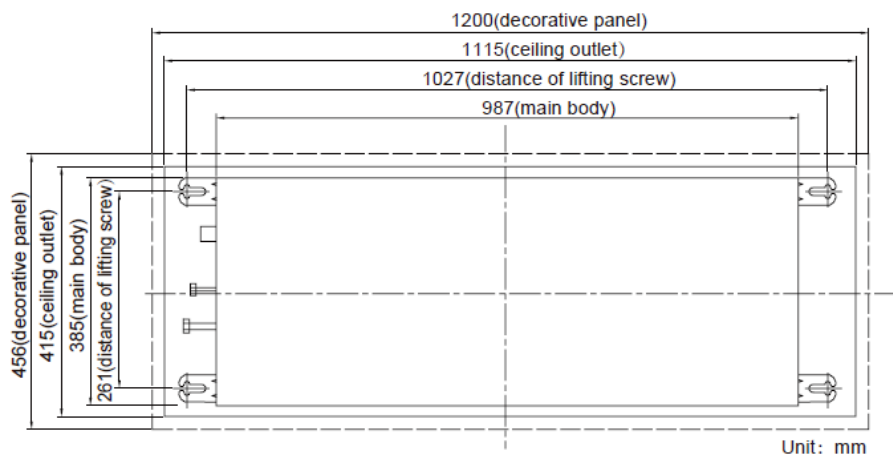 1200(decorative panel)
1115(ceiling outlet)
1027(distance of lifting screw)
987(main body)
456(decorative panel)
415(ceiling outlet)
385(main body)
261(distance of lifting screw)
Unit: mm